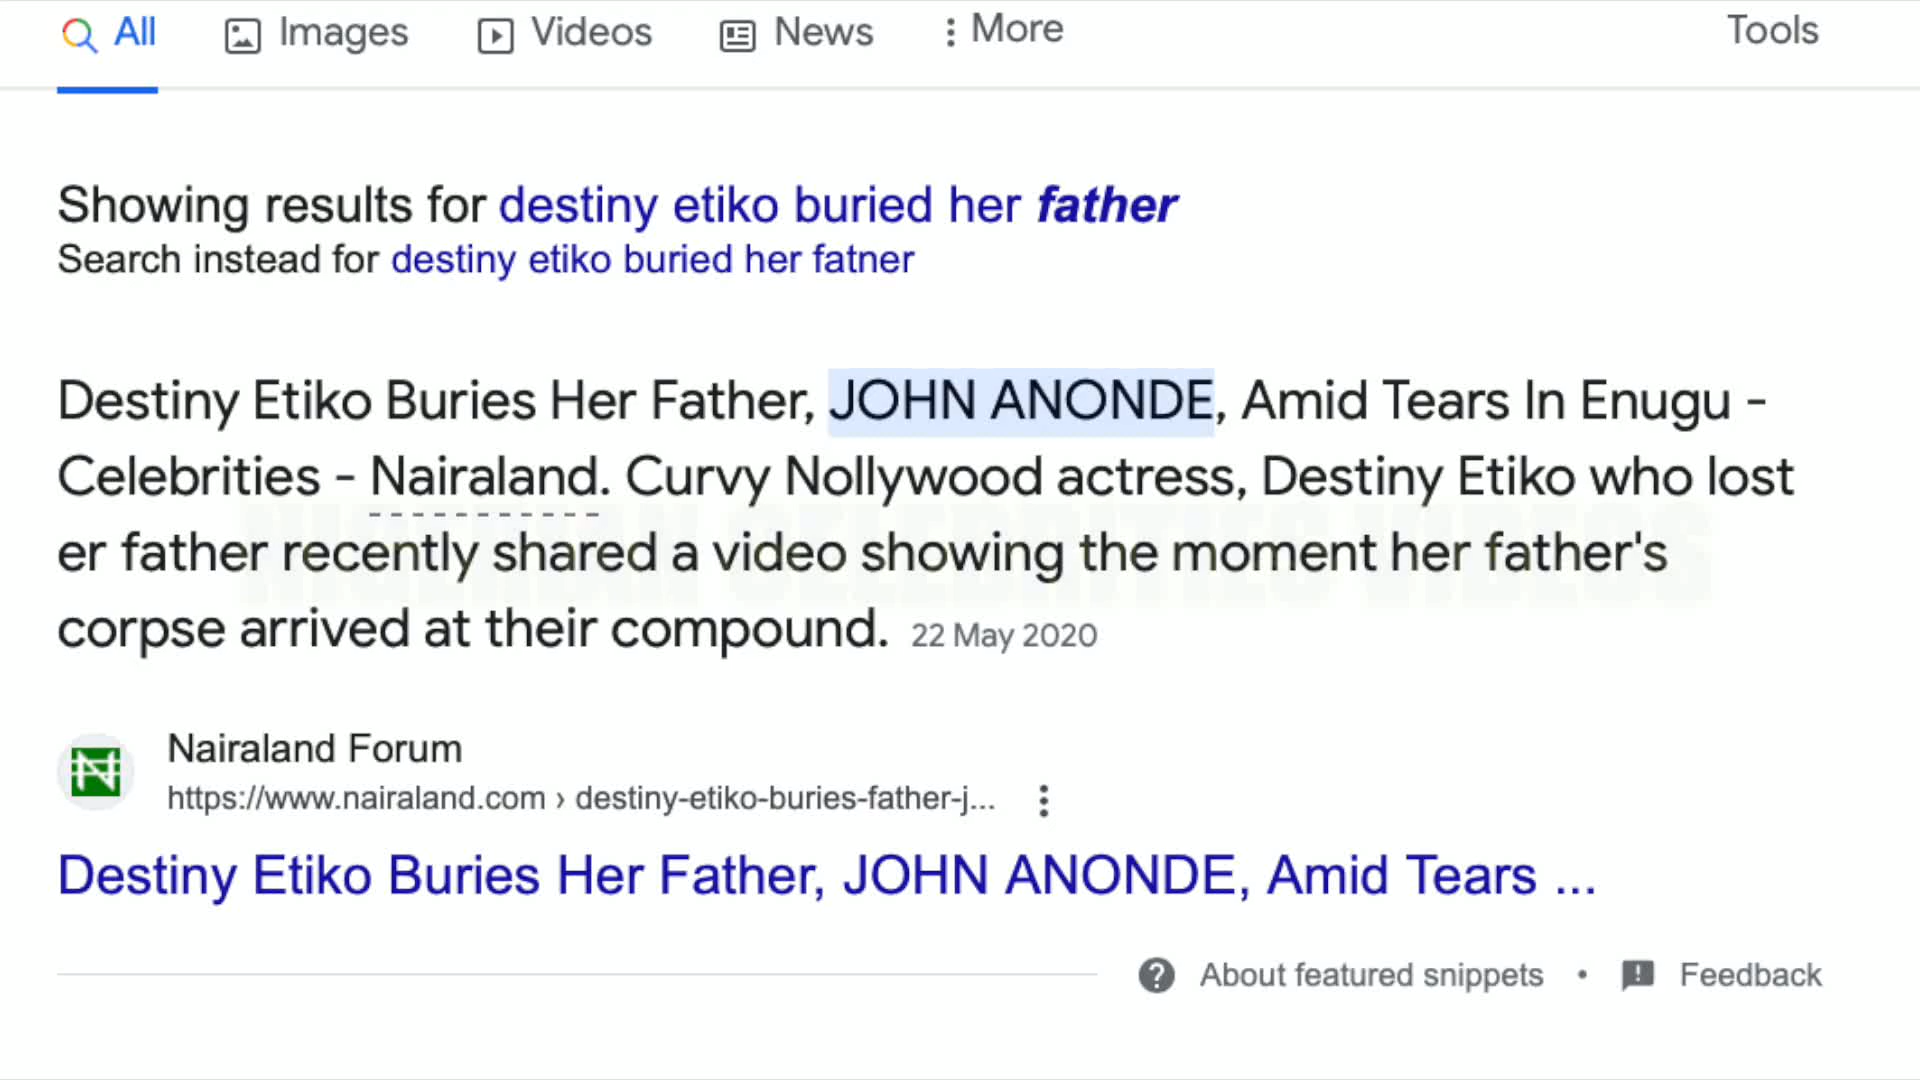 All Images Videos News More Tools
Showing results for destiny etiko buried her father
Search instead for destiny etiko buried her fatner
Destiny Etiko Buries Her Father, JOHN ANONDE, Amid Tears In Enugu -
Celebrities - Nairaland. Curvy Nollywood actress, Destiny Etiko who lost
er father recently shared a video showing the moment her father's
corpse arrived at their compound. 22 May 2020
NIGERIAN CELEBRITIES VIDEOS
Nairaland Forum
https://www.nairaland.com › destiny-etiko-buries-father-j...
Destiny Etiko Buries Her Father, JOHN ANONDE, Amid Tears ...
About featured snippets • Feedback